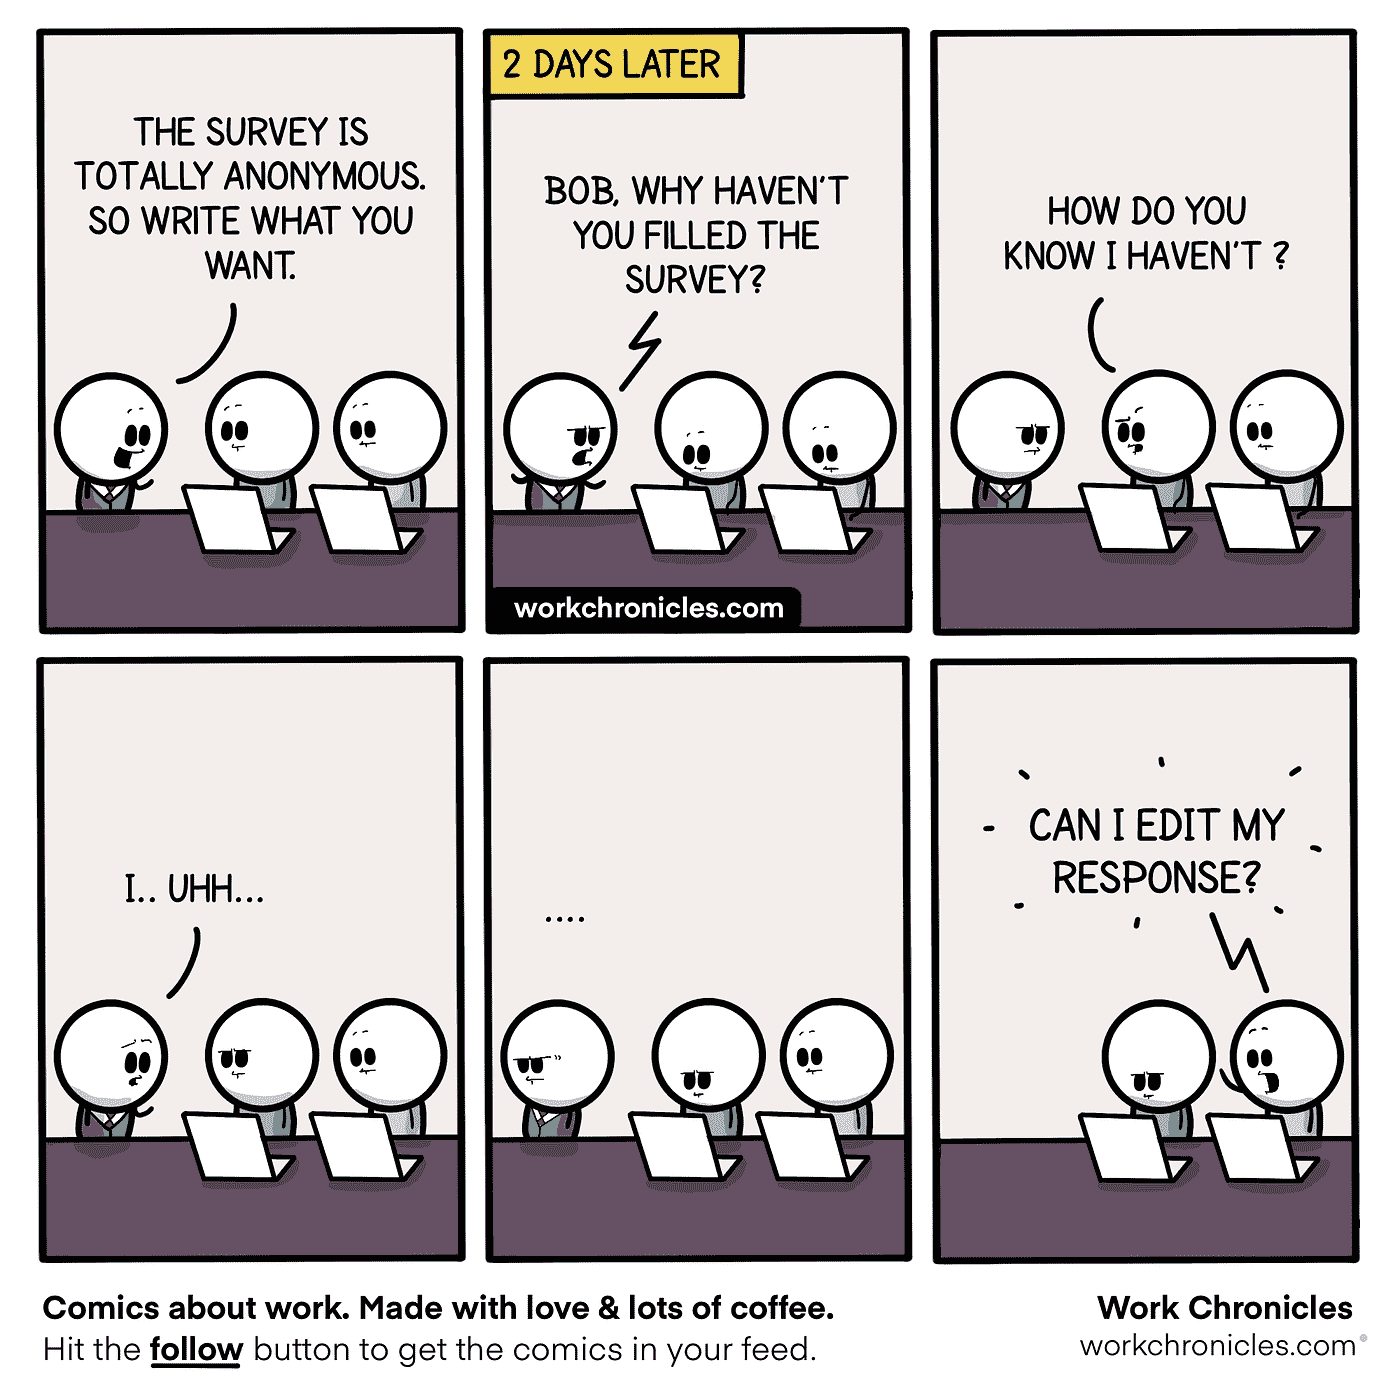 THE SURVEY IS
TOTALLY ANONYMOUS.
SO WRITE WHAT YOU
WANT.
2 DAYS LATER
BOB, WHY HAVEN'T
YOU FILLED THE
SURVEY?
workchronicles.com
HOW DO YOU
KNOW I HAVEN'T ?
I.. UHH...
....
CAN I EDIT MY
RESPONSE?
Comics about work. Made with love & lots of coffee.
Hit the follow button to get the comics in your feed.
Work Chronicles
workchronicles.com®